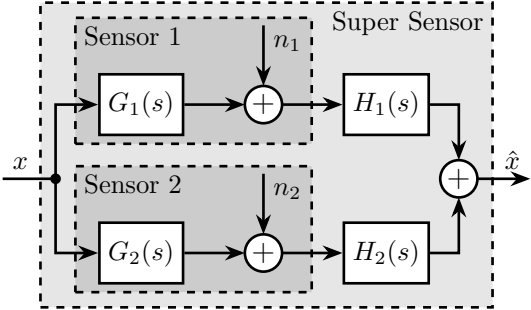 Super Sensor
Sensor 1
n₁
G₁(s)
+
H₁(s)
x
x̂
+
Sensor 2
n₂
G₂(s)
+
H₂(s)